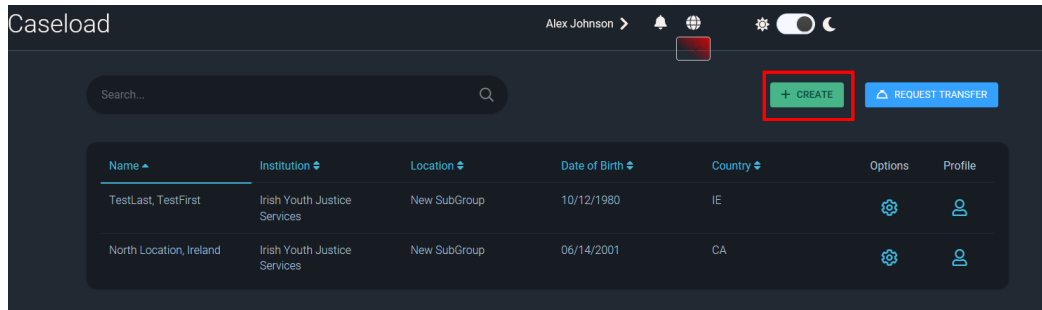 Caseload
Alex Johnson
Search...
+ CREATE
REQUEST TRANSFER
Name Institution Location Date of Birth Country Options Profile
TestLast, TestFirst Irish Youth Justice Services New SubGroup 10/12/1980 IE
North Location, Ireland Irish Youth Justice Services New SubGroup 06/14/2001 CA